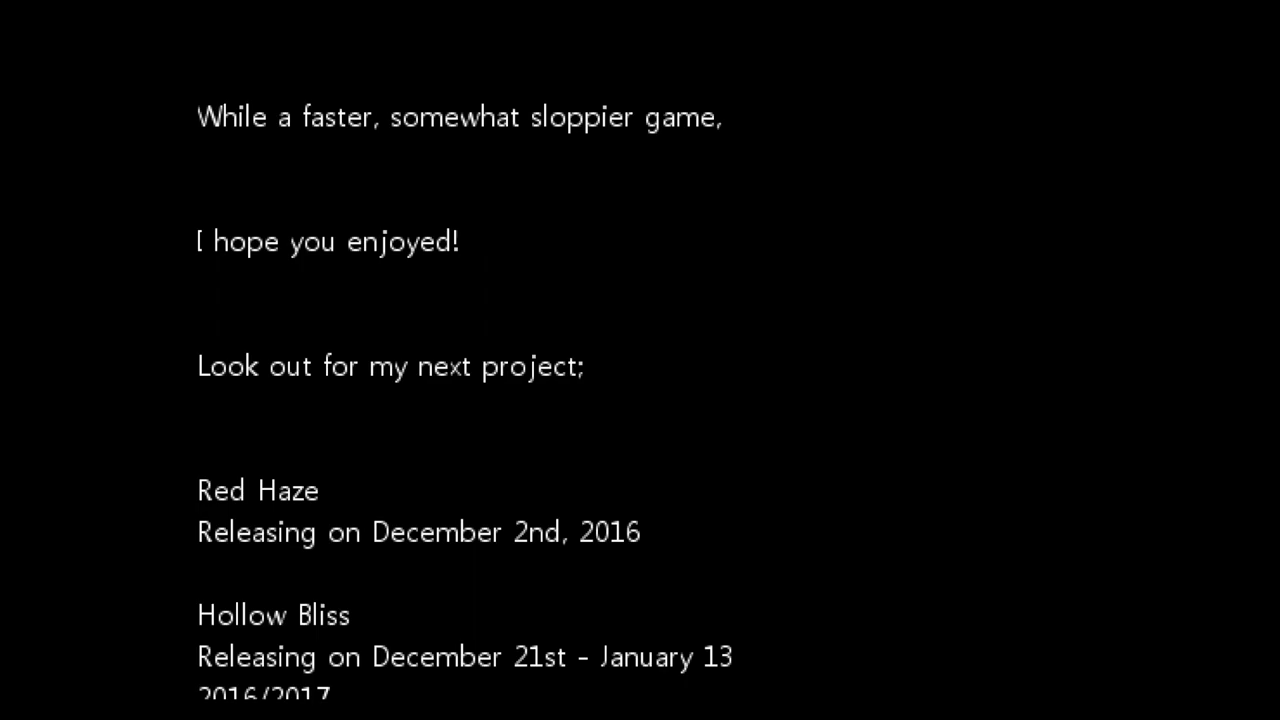 While a faster, somewhat sloppier game,
I hope you enjoyed!
Look out for my next project;
Red Haze
Releasing on December 2nd, 2016
Hollow Bliss
Releasing on December 21st - January 13
2016/2017